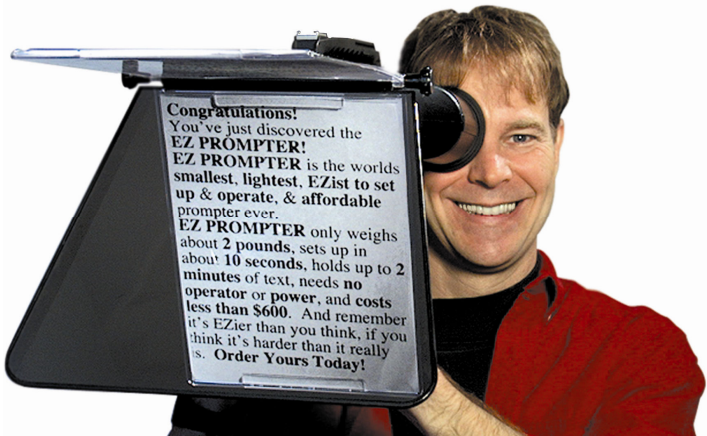 Congratulations!
You've just discovered the
EZ PROMPTER!
EZ PROMPTER is the worlds
smallest, lightest, EZist to set
up & operate, & affordable
prompter ever.
EZ PROMPTER only weighs
about 2 pounds, sets up in
about 10 seconds, holds up to 2
minutes of text, needs no
operator or power, and costs
less than $600. And remember
it's EZier than you think, if you
think it's harder than it really
is. Order Yours Today!